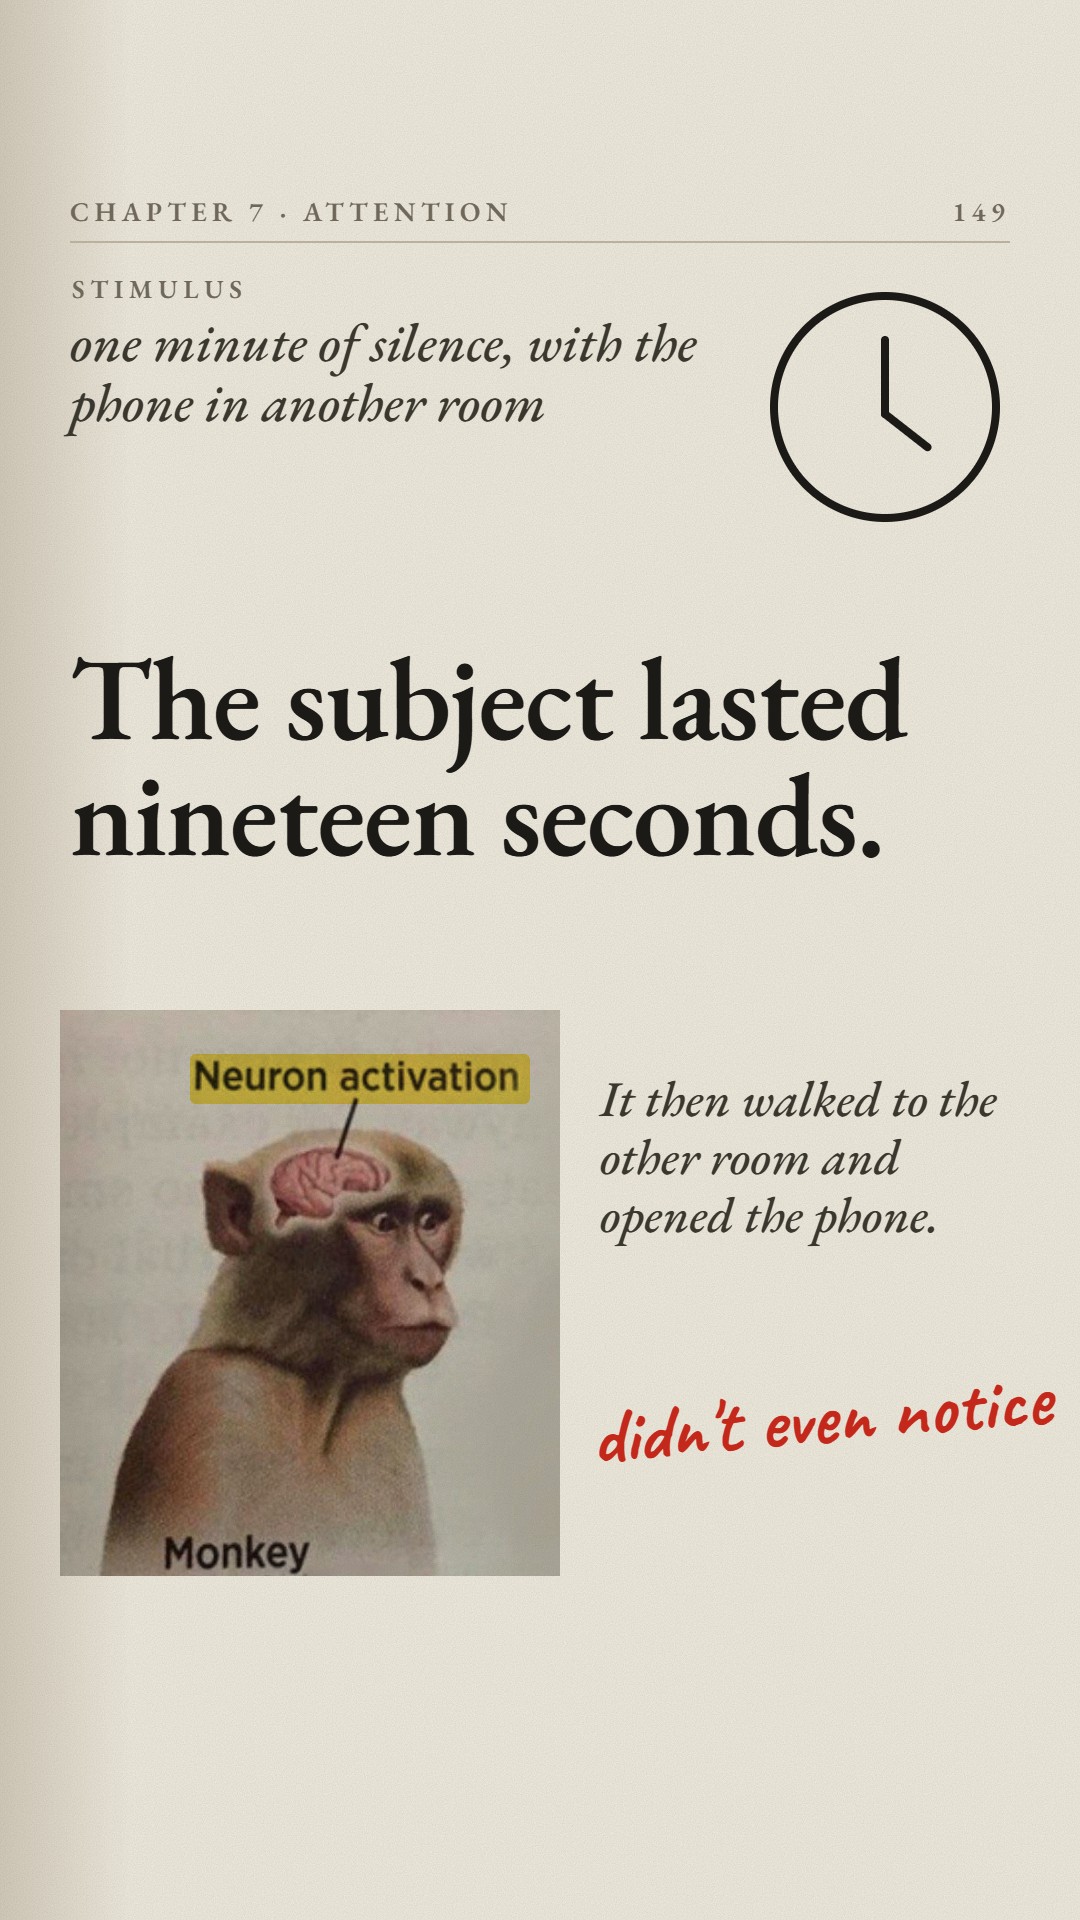 CHAPTER 7 · ATTENTION
149
STIMULUS
one minute of silence, with the
phone in another room
The subject lasted
nineteen seconds.
Neuron activation
It then walked to the
other room and
opened the phone.
didn't even notice
Monkey